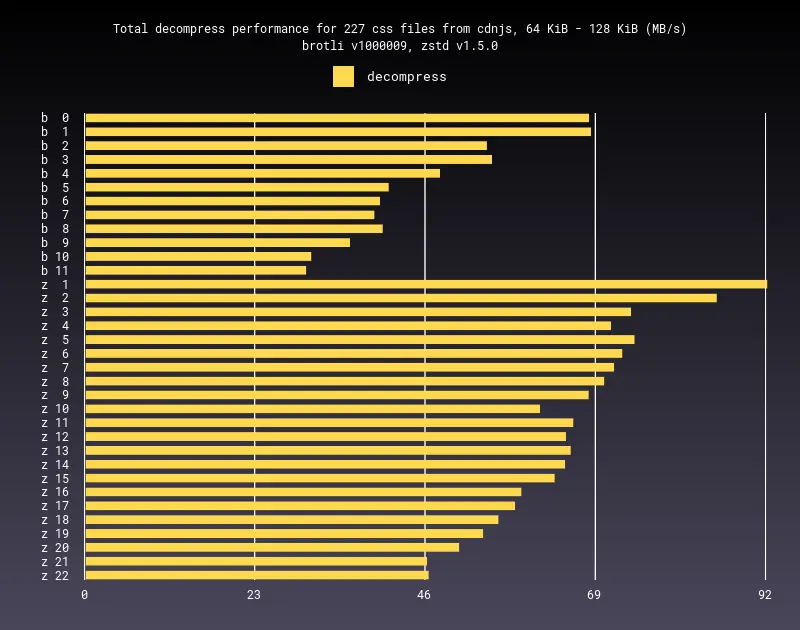 Total decompress performance for 227 css files from cdnjs, 64 KiB - 128 KiB (MB/s)
brotli v1000009, zstd v1.5.0
decompress
b  0
b  1
b  2
b  3
b  4
b  5
b  6
b  7
b  8
b  9
b 10
b 11
z  1
z  2
z  3
z  4
z  5
z  6
z  7
z  8
z  9
z 10
z 11
z 12
z 13
z 14
z 15
z 16
z 17
z 18
z 19
z 20
z 21
z 22
0 23 46 69 92